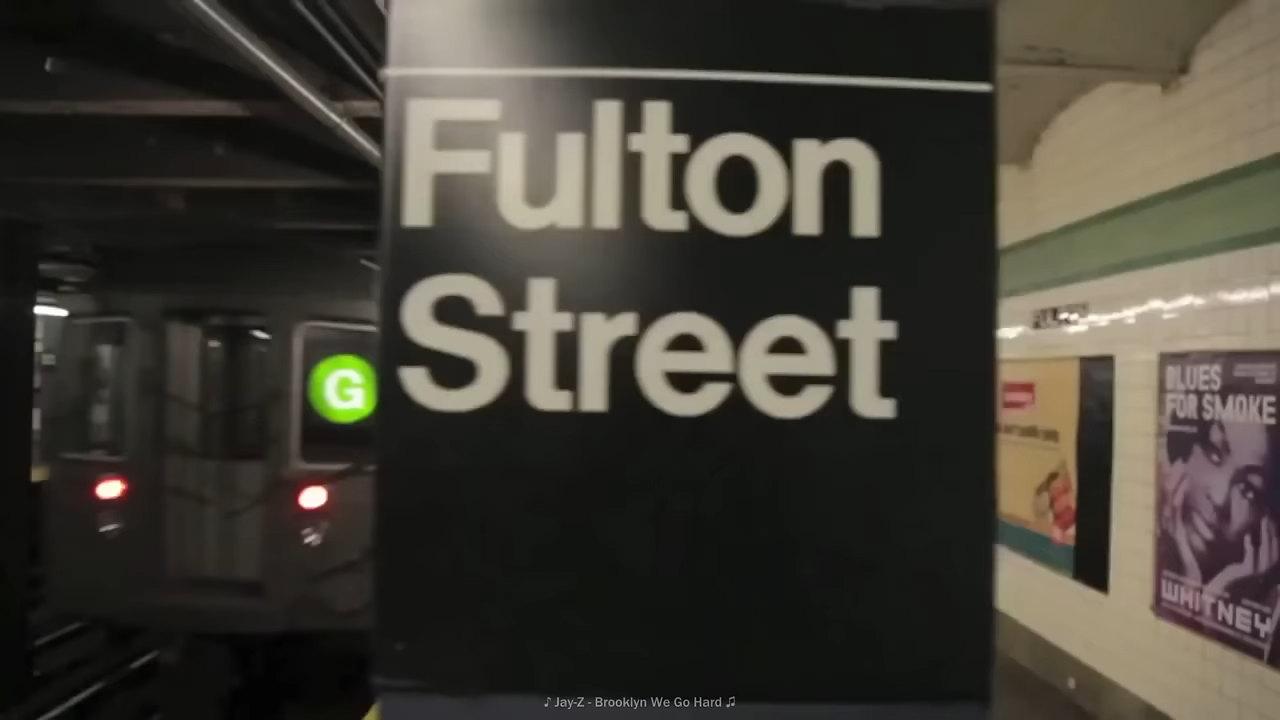 Fulton
Street
G
BLUES
FOR SMOKE
WHITNEY
♪ Jay-Z - Brooklyn We Go Hard ♫